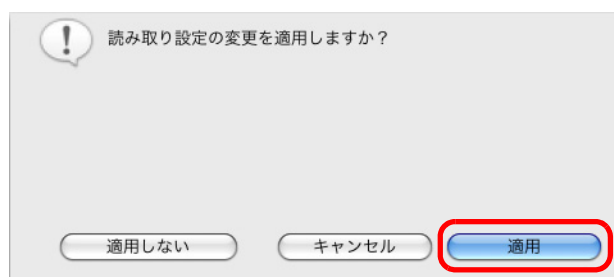 読み取り設定の変更を適用しますか？
適用しない
キャンセル
適用